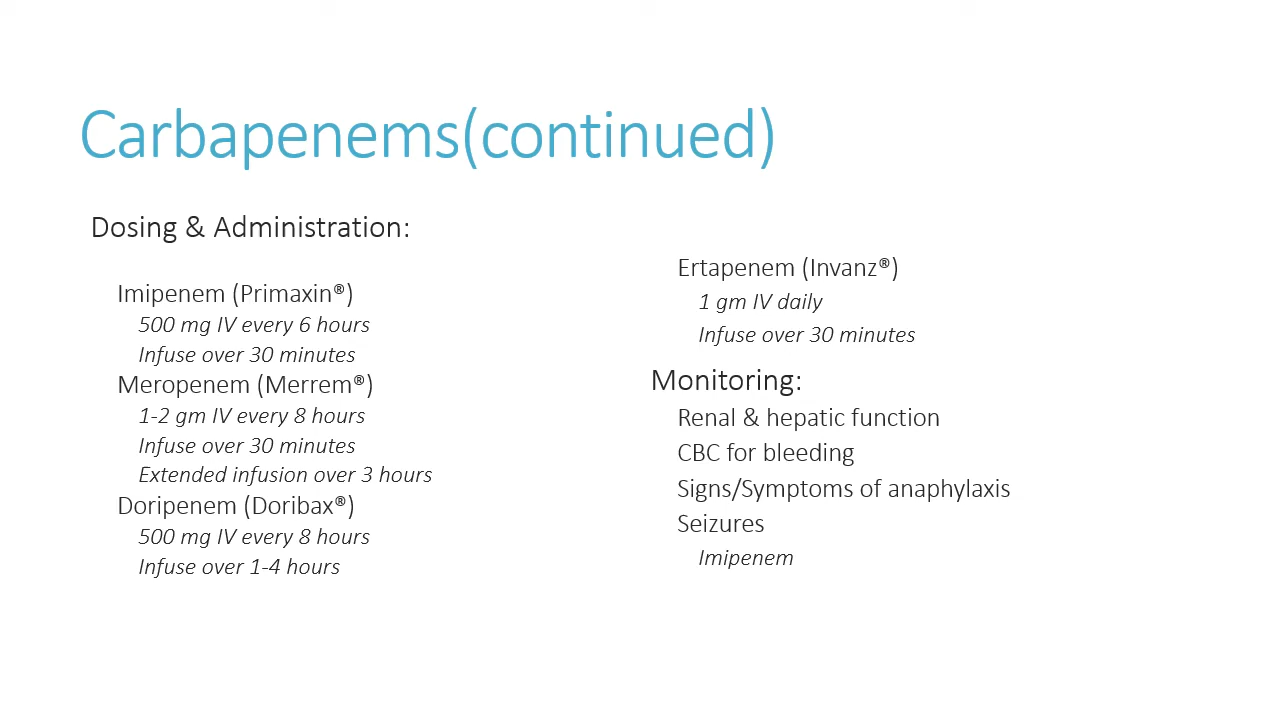 Carbapenems(continued)
Dosing & Administration:
Imipenem (Primaxin®)
500 mg IV every 6 hours
Infuse over 30 minutes
Meropenem (Merrem®)
1-2 gm IV every 8 hours
Infuse over 30 minutes
Extended infusion over 3 hours
Doripenem (Doribax®)
500 mg IV every 8 hours
Infuse over 1-4 hours
Ertapenem (Invanz®)
1 gm IV daily
Infuse over 30 minutes
Monitoring:
Renal & hepatic function
CBC for bleeding
Signs/Symptoms of anaphylaxis
Seizures
Imipenem